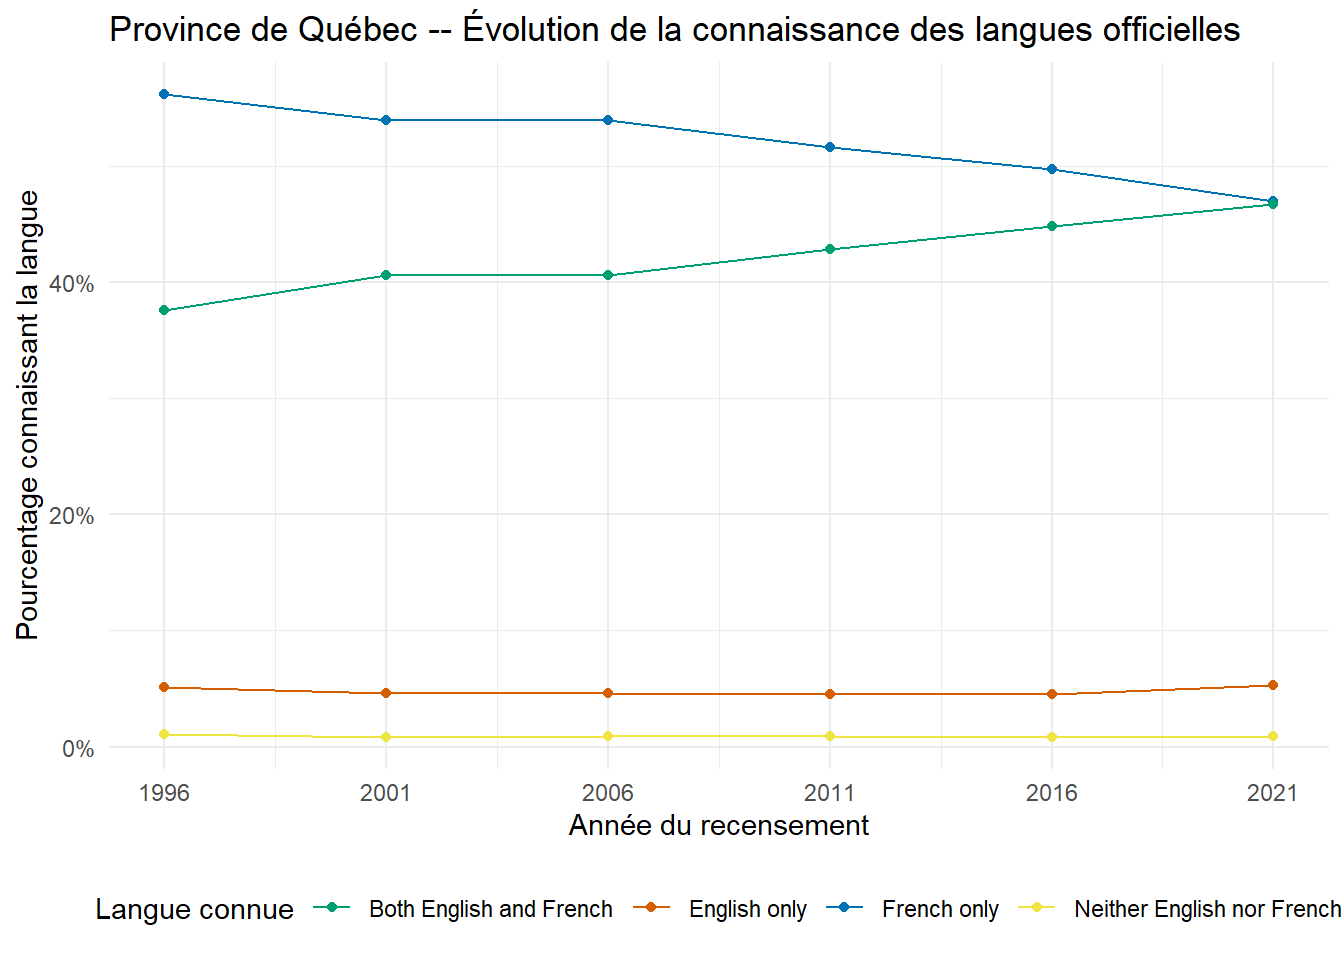 Province de Québec -- Évolution de la connaissance des langues officielles
Pourcentage connaissant la langue
40%
20%
0%
1996 2001 2006 2011 2016 2021
Année du recensement
Langue connue Both English and French English only French only Neither English nor French